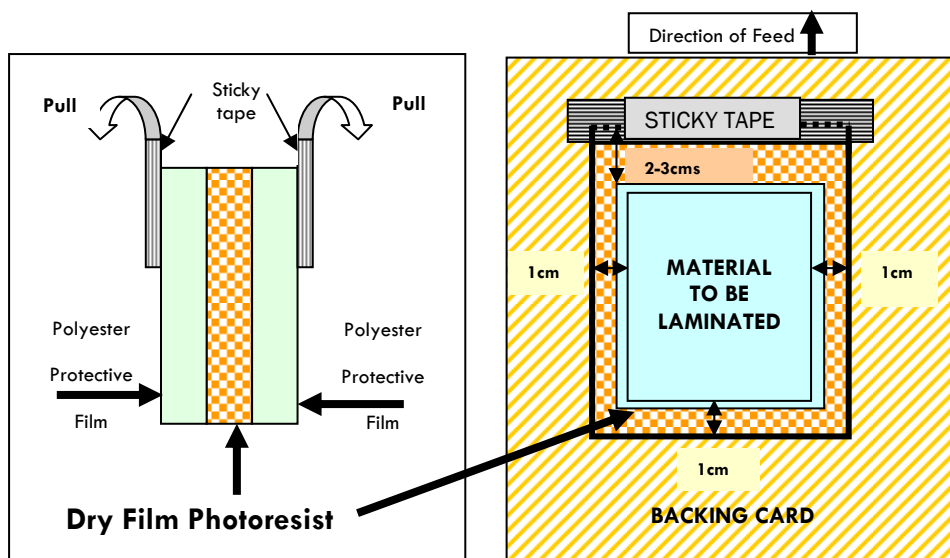 Pull
Sticky
tape
Pull
Polyester
Protective
Film
Polyester
Protective
Film
Dry Film Photoresist
Direction of Feed
STICKY TAPE
2-3cms
1cm
MATERIAL
TO BE
LAMINATED
1cm
1cm
BACKING CARD